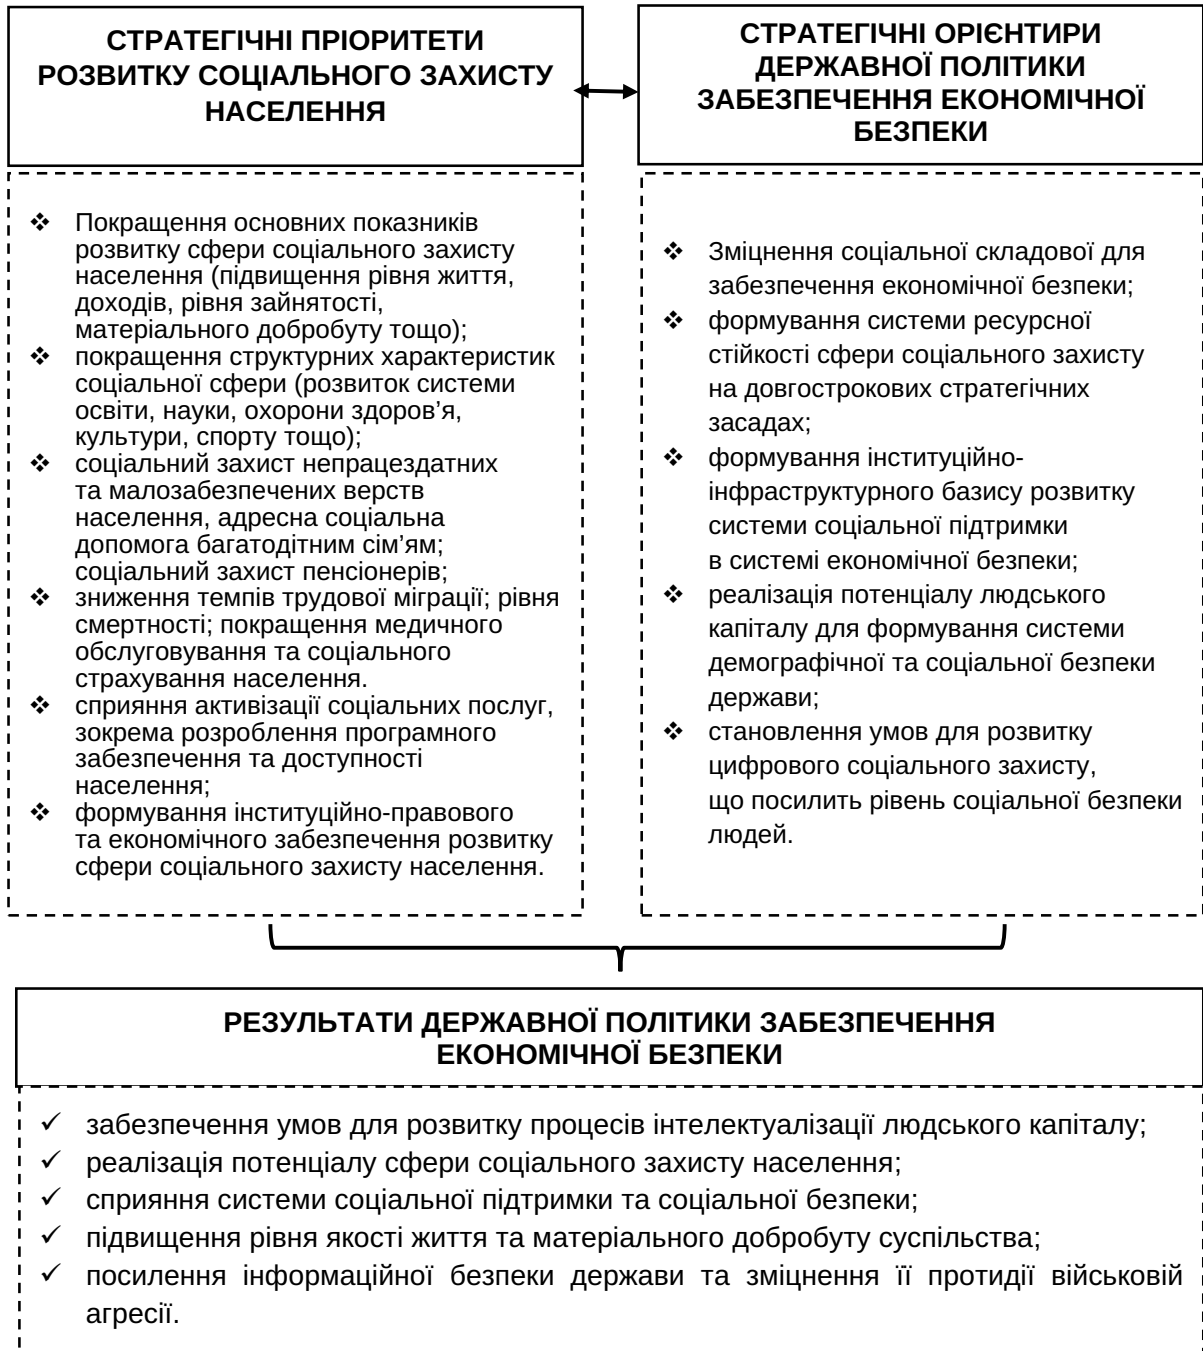 СТРАТЕГІЧНІ ПРІОРИТЕТИ
РОЗВИТКУ СОЦІАЛЬНОГО ЗАХИСТУ
НАСЕЛЕННЯ
СТРАТЕГІЧНІ ОРІЄНТИРИ
ДЕРЖАВНОЇ ПОЛІТИКИ
ЗАБЕЗПЕЧЕННЯ ЕКОНОМІЧНОЇ
БЕЗПЕКИ
❖ Покращення основних показників
розвитку сфери соціального захисту
населення (підвищення рівня життя,
доходів, рівня зайнятості,
матеріального добробуту тощо);
❖ покращення структурних характеристик
соціальної сфери (розвиток системи
освіти, науки, охорони здоров’я,
культури, спорту тощо);
❖ соціальний захист непрацездатних
та малозабезпечених верств
населення, адресна соціальна
допомога багатодітним сім’ям;
соціальний захист пенсіонерів;
❖ зниження темпів трудової міграції; рівня
смертності; покращення медичного
обслуговування та соціального
страхування населення.
❖ сприяння активізації соціальних послуг,
зокрема розроблення програмного
забезпечення та доступності
населення;
❖ формування інституційно-правового
та економічного забезпечення розвитку
сфери соціального захисту населення.
❖ Зміцнення соціальної складової для
забезпечення економічної безпеки;
❖ формування системи ресурсної
стійкості сфери соціального захисту
на довгострокових стратегічних
засадах;
❖ формування інституційно-
інфраструктурного базису розвитку
системи соціальної підтримки
в системі економічної безпеки;
❖ реалізація потенціалу людського
капіталу для формування системи
демографічної та соціальної безпеки
держави;
❖ становлення умов для розвитку
цифрового соціального захисту,
що посилить рівень соціальної безпеки
людей.
РЕЗУЛЬТАТИ ДЕРЖАВНОЇ ПОЛІТИКИ ЗАБЕЗПЕЧЕННЯ
ЕКОНОМІЧНОЇ БЕЗПЕКИ
✓ забезпечення умов для розвитку процесів інтелектуалізації людського капіталу;
✓ реалізація потенціалу сфери соціального захисту населення;
✓ сприяння системи соціальної підтримки та соціальної безпеки;
✓ підвищення рівня якості життя та матеріального добробуту суспільства;
✓ посилення інформаційної безпеки держави та зміцнення її протидії військовій
агресії.